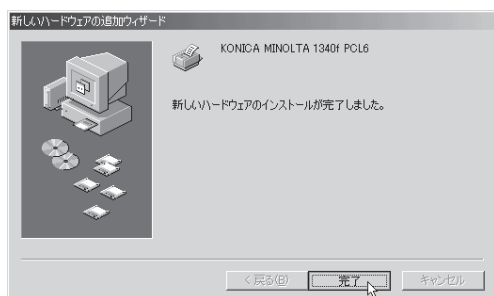 新しいハードウェアの追加ウィザード
KONICA MINOLTA 1340f PCL6
新しいハードウェアのインストールが完了しました。
< 戻る(B)
完了
キャンセル